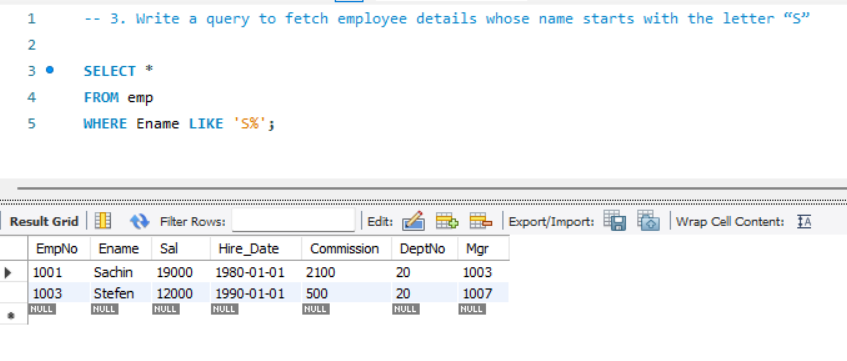 1 -- 3. Write a query to fetch employee details whose name starts with the letter “S”
2
3 SELECT *
4 FROM emp
5 WHERE Ename LIKE 'S%';
Result Grid Filter Rows: Edit: Export/Import: Wrap Cell Content: IA
EmpNo Ename Sal Hire_Date Commission DeptNo Mgr
1001 Sachin 19000 1980-01-01 2100 20 1003
1003 Stefen 12000 1990-01-01 500 20 1007
NULL NULL NULL NULL NULL NULL NULL